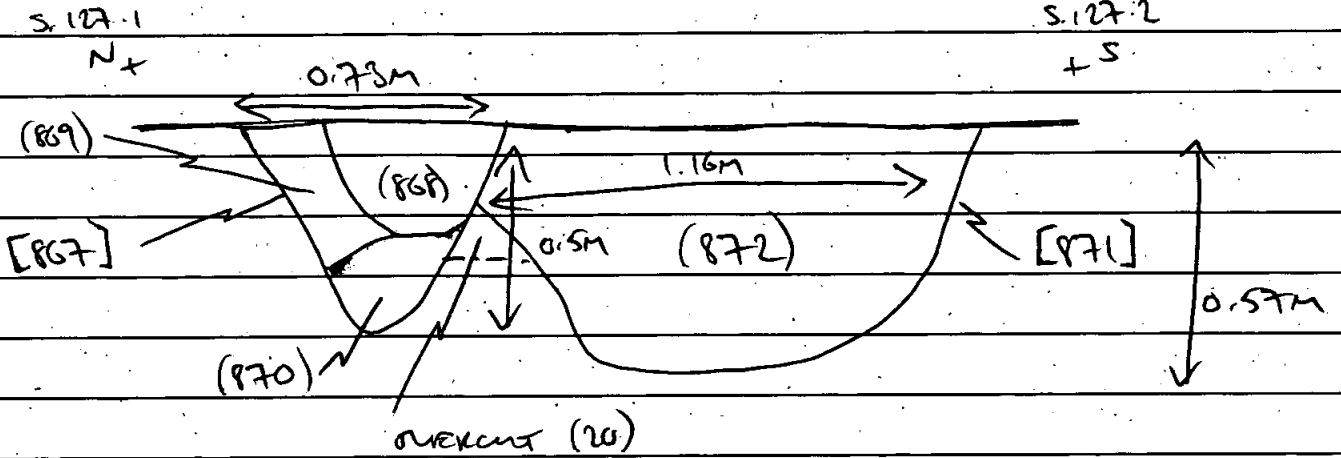 S.127.1 S.127.2
N S
0.73M
(869)
(868) 1.16M
[867] 0.5M (872) [871]
0.57M
(870)
OVERCUT (20)